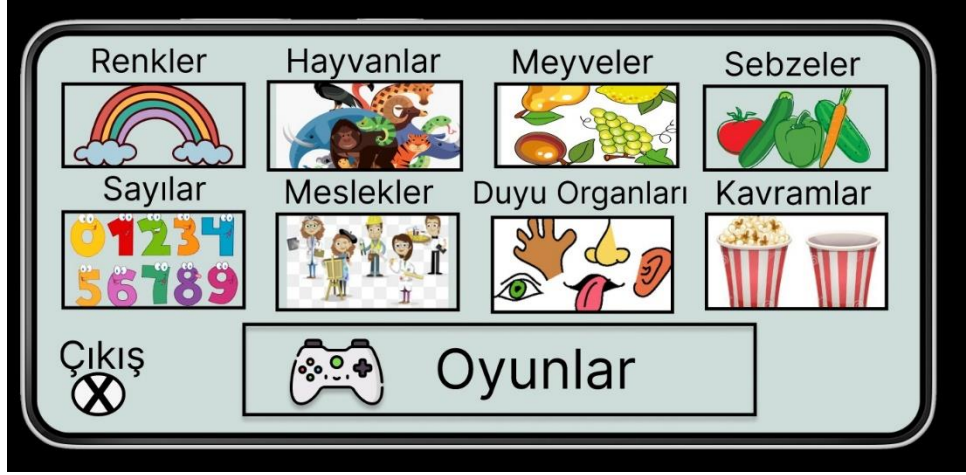 Renkler Hayvanlar Meyveler Sebzeler
Sayılar Meslekler Duyu Organları Kavramlar
0 1 2 3 4
5 6 7 8 9
Çıkış
X
Oyunlar